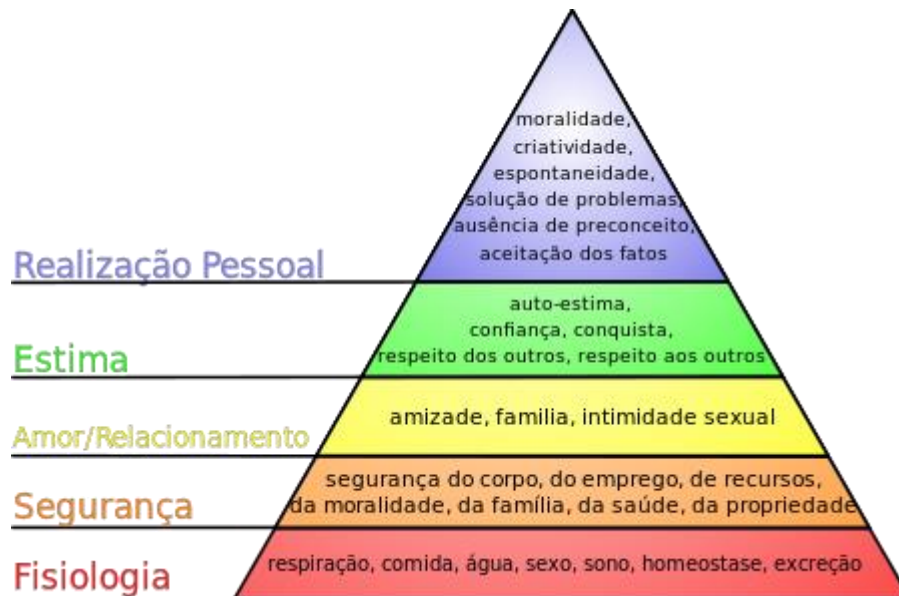 moralidade,
criatividade,
espontaneidade,
solução de problemas,
ausência de preconceito,
aceitação dos fatos
Realização Pessoal
auto-estima,
confiança, conquista,
respeito dos outros, respeito aos outros
Estima
amizade, familia, intimidade sexual
Amor/Relacionamento
segurança do corpo, do emprego, de recursos,
da moralidade, da família, da saúde, da propriedade
Segurança
respiração, comida, água, sexo, sono, homeostase, excreção
Fisiologia